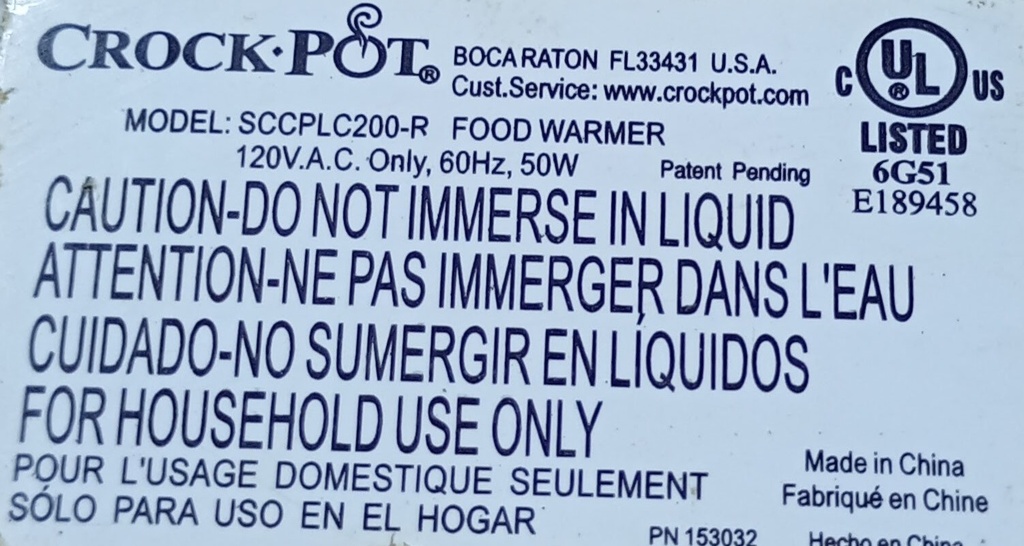 CROCK·POT®
BOCA RATON FL33431 U.S.A.
Cust.Service: www.crockpot.com
C UL® US
LISTED
6G51
E189458
MODEL: SCCPLC200-R FOOD WARMER
120V.A.C. Only, 60Hz, 50W Patent Pending
CAUTION-DO NOT IMMERSE IN LIQUID
ATTENTION-NE PAS IMMERGER DANS L'EAU
CUIDADO-NO SUMERGIR EN LÍQUIDOS
FOR HOUSEHOLD USE ONLY
POUR L'USAGE DOMESTIQUE SEULEMENT
SÓLO PARA USO EN EL HOGAR
Made in China
Fabriqué en Chine
Hecho en China
PN 153032